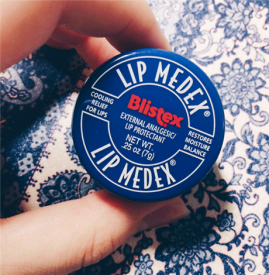 LIP MEDEX®
COOLING
RELIEF
FOR LIPS
Blistex
EXTERNAL ANALGESIC/
LIP PROTECTANT
NET WT.
.25 oz (7g)
RESTORES
MOISTURE
BALANCE
LIP MEDEX®